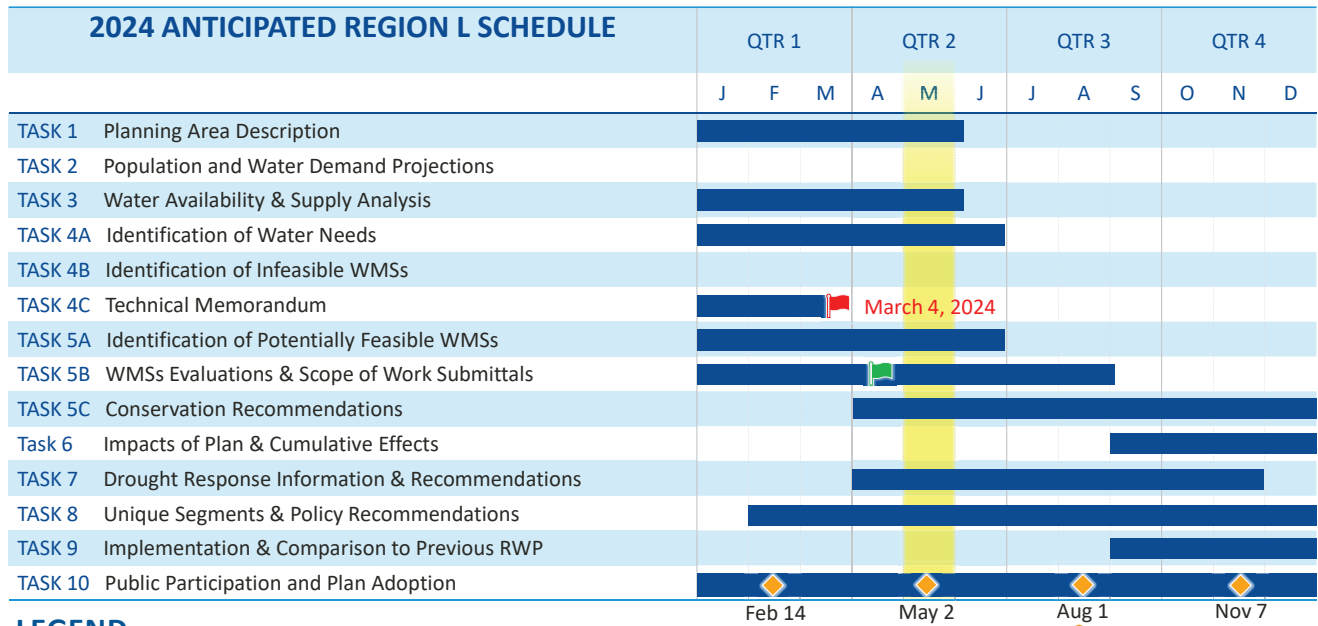 2024 ANTICIPATED REGION L SCHEDULE
QTR 1 QTR 2 QTR 3 QTR 4
J F M A M J J A S O N D
TASK 1 Planning Area Description
TASK 2 Population and Water Demand Projections
TASK 3 Water Availability & Supply Analysis
TASK 4A Identification of Water Needs
TASK 4B Identification of Infeasible WMSs
TASK 4C Technical Memorandum March 4, 2024
TASK 5A Identification of Potentially Feasible WMSs
TASK 5B WMSs Evaluations & Scope of Work Submittals
TASK 5C Conservation Recommendations
Task 6 Impacts of Plan & Cumulative Effects
TASK 7 Drought Response Information & Recommendations
TASK 8 Unique Segments & Policy Recommendations
TASK 9 Implementation & Comparison to Previous RWP
TASK 10 Public Participation and Plan Adoption
Feb 14 May 2 Aug 1 Nov 7
LEGEND